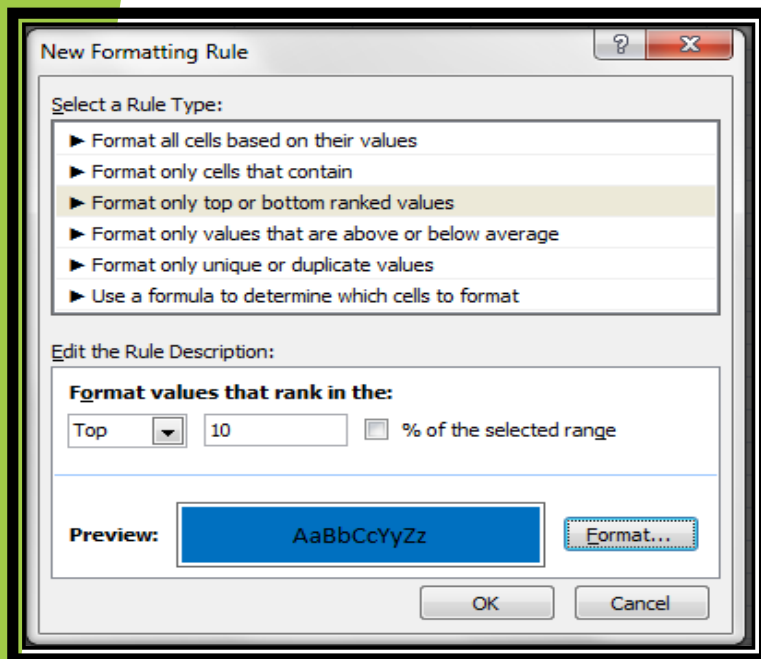 New Formatting Rule
Select a Rule Type:
► Format all cells based on their values
► Format only cells that contain
► Format only top or bottom ranked values
► Format only values that are above or below average
► Format only unique or duplicate values
► Use a formula to determine which cells to format
Edit the Rule Description:
Format values that rank in the:
Top 10 % of the selected range
Preview: AaBbCcYyZz Format...
OK Cancel